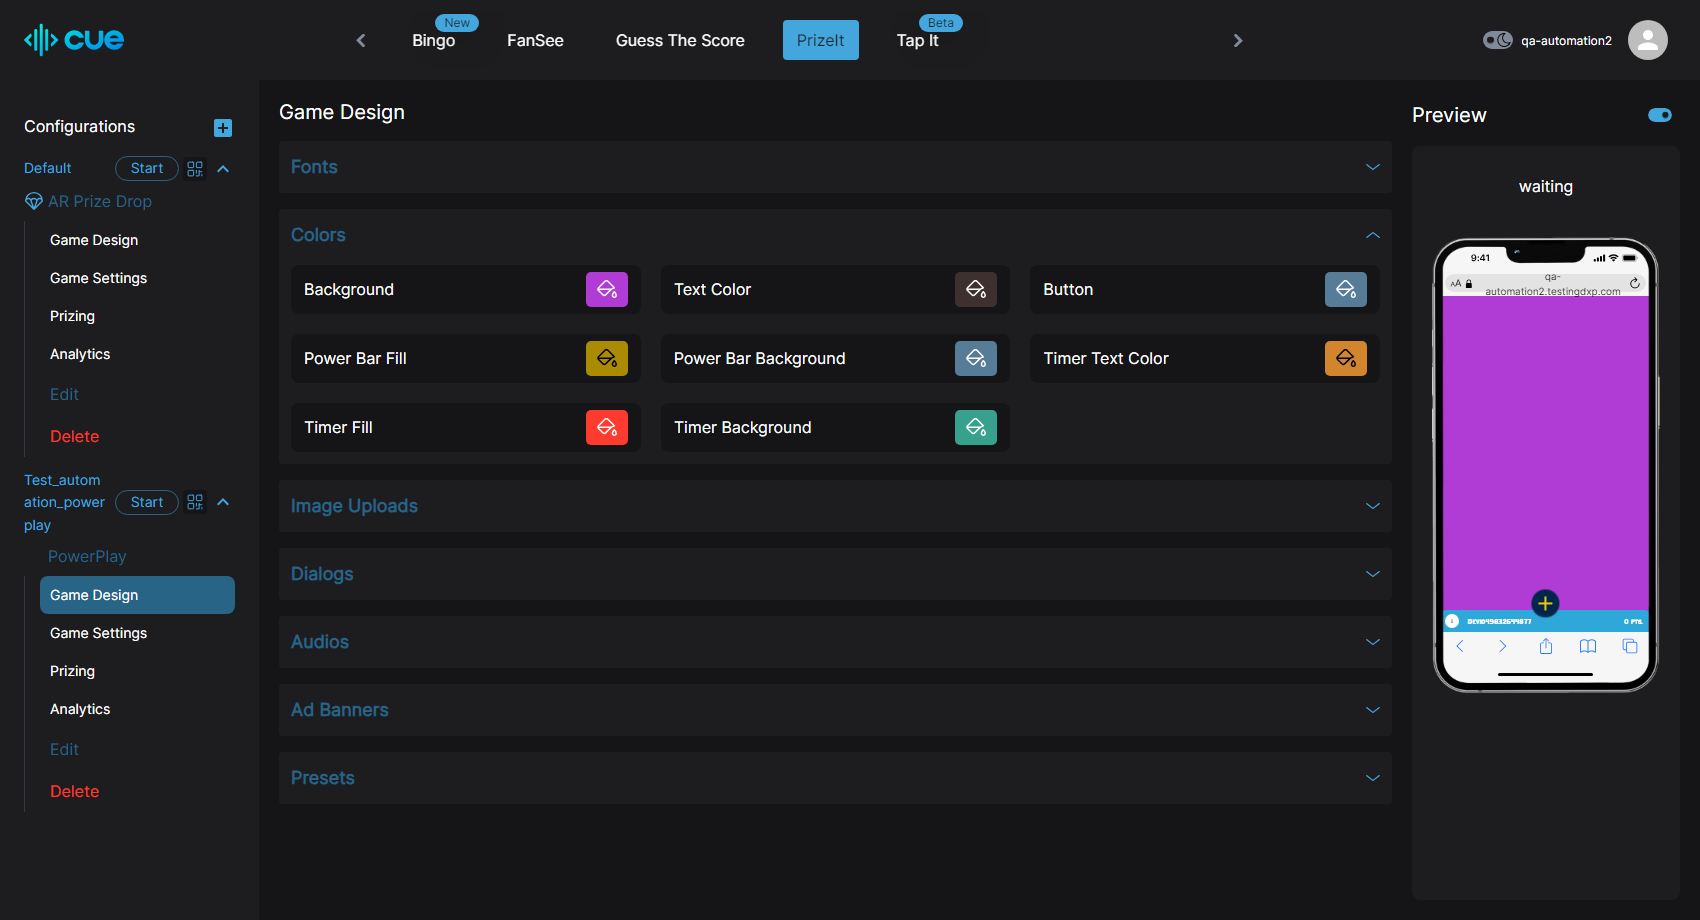 cue
New
Bingo
FanSee
Guess The Score
PrizeIt
Beta
Tap It
qa-automation2
Configurations
Default
Start
AR Prize Drop
Game Design
Game Settings
Prizing
Analytics
Edit
Delete
Test_autom
ation_power
play
Start
PowerPlay
Game Design
Game Settings
Prizing
Analytics
Edit
Delete
Game Design
Fonts
Colors
Background
Text Color
Button
Power Bar Fill
Power Bar Background
Timer Text Color
Timer Fill
Timer Background
Image Uploads
Dialogs
Audios
Ad Banners
Presets
Preview
waiting
9:41
AA
qa-
automation2.testingdxp.com
0 PTS.